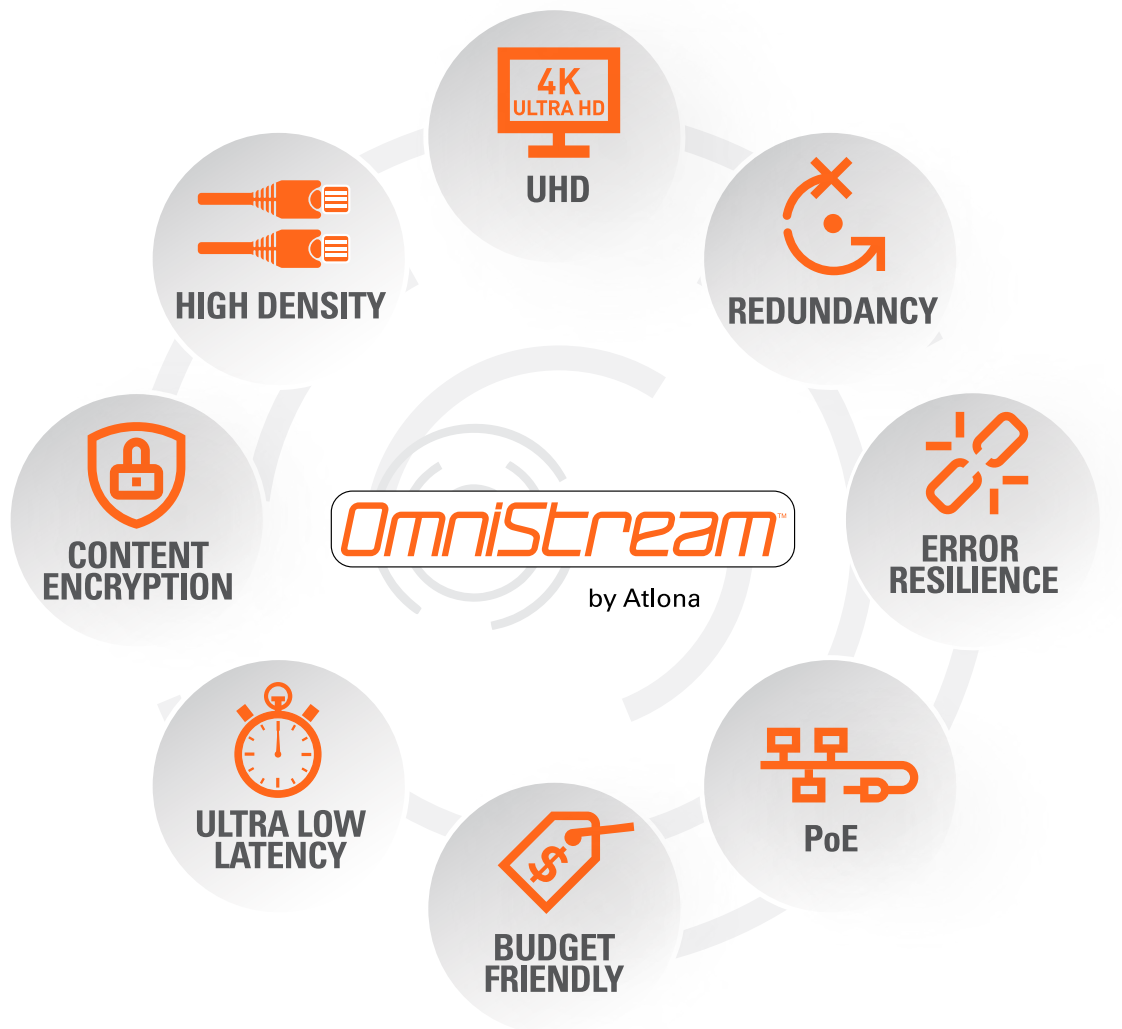 4K
ULTRA HD
UHD
HIGH DENSITY
REDUNDANCY
CONTENT
ENCRYPTION
OmniStream™
by Atlona
ERROR
RESILIENCE
ULTRA LOW
LATENCY
PoE
$
BUDGET
FRIENDLY